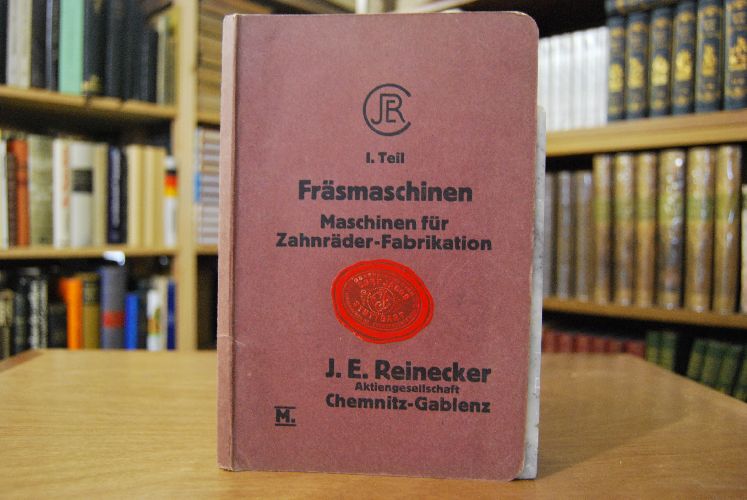 JER
I. Teil
Fräsmaschinen
Maschinen für
Zahnräder-Fabrikation
J. E. Reinecker
Aktiengesellschaft
Chemnitz-Gablenz
M.